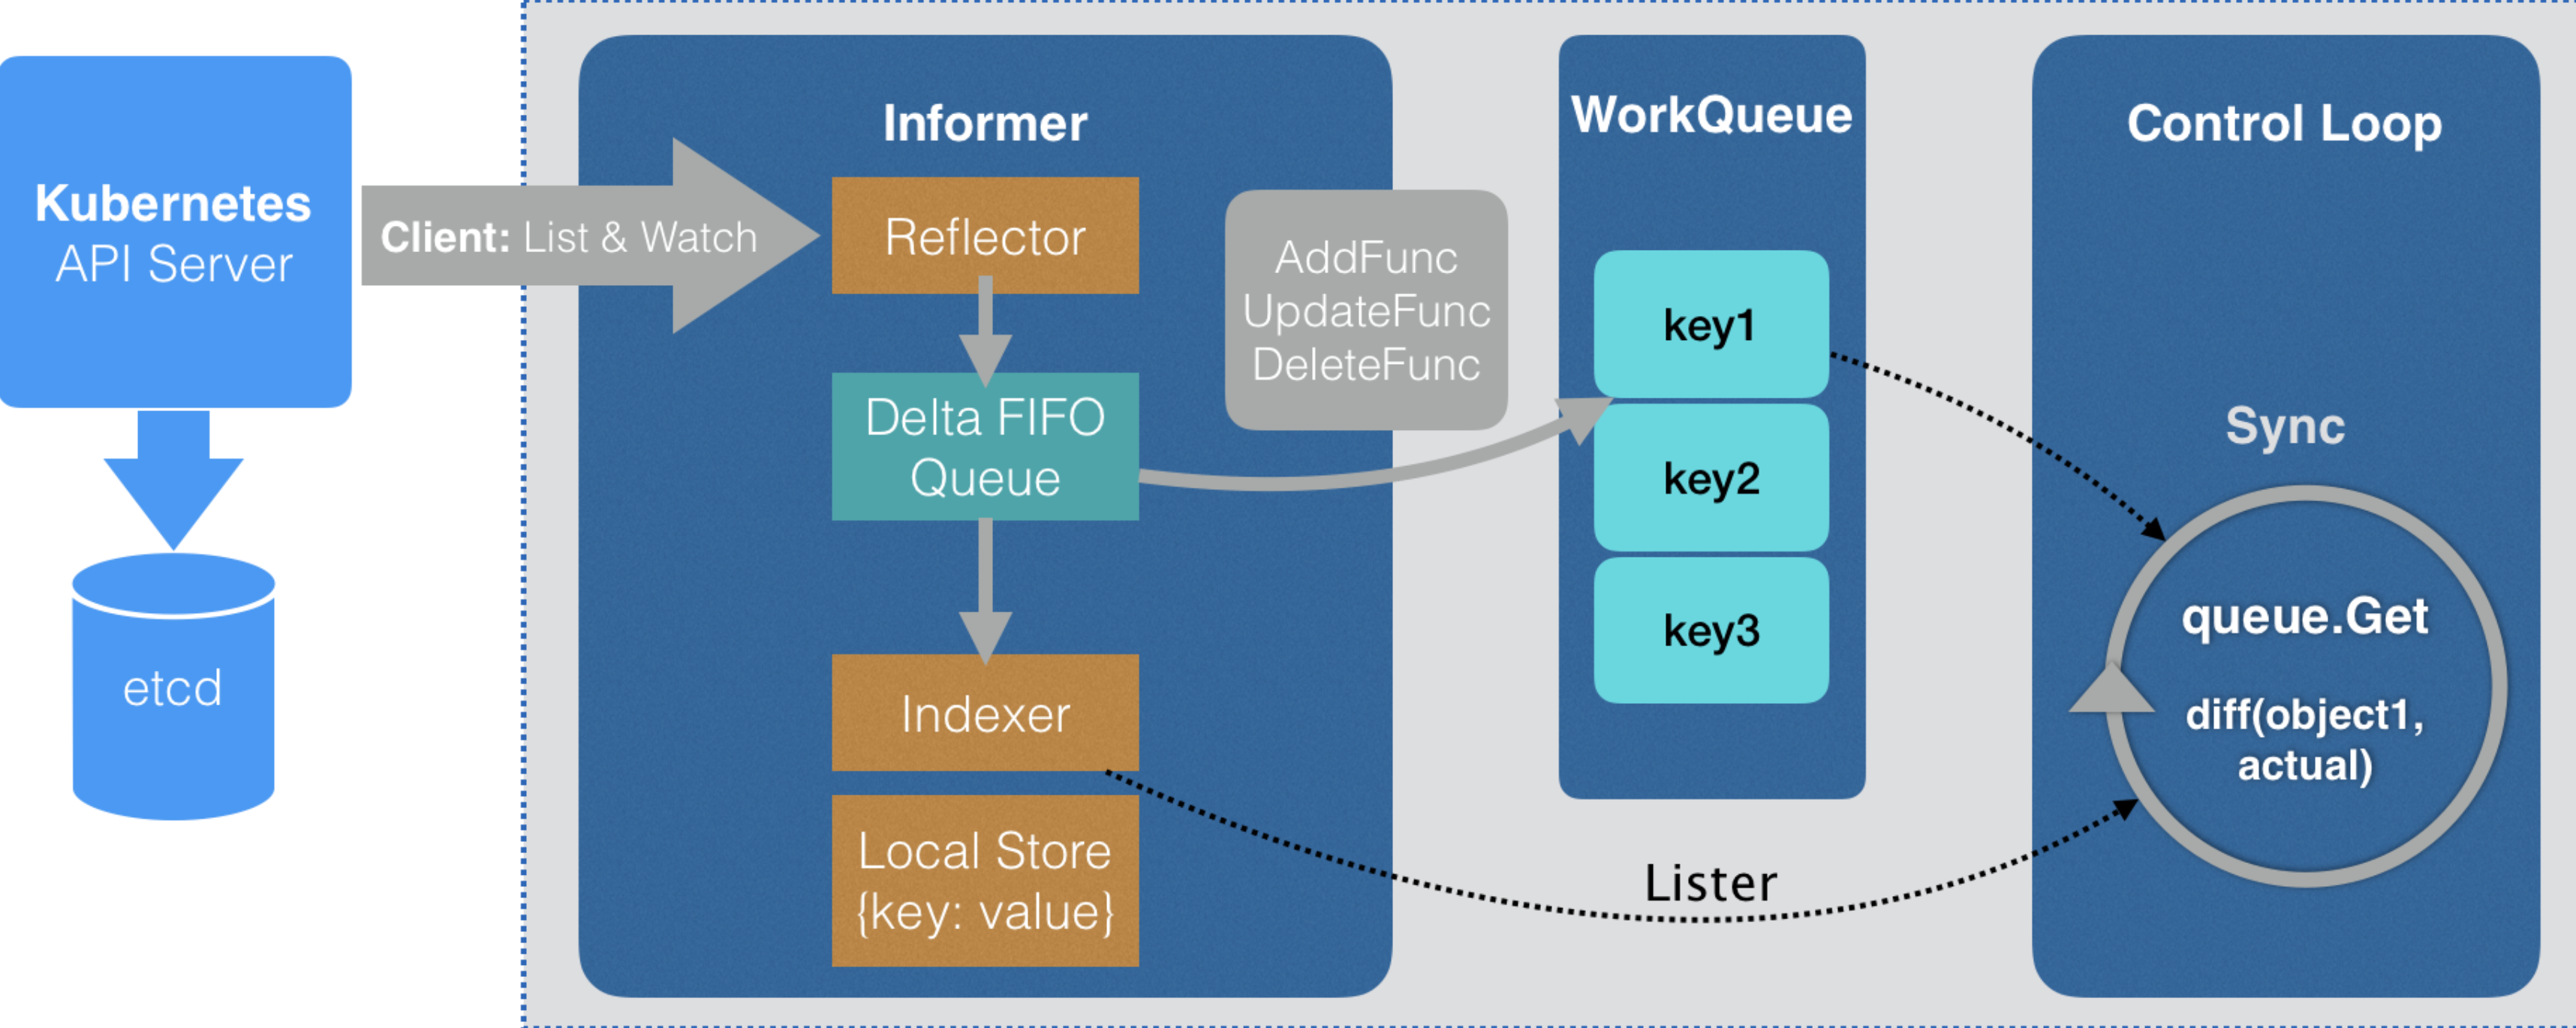 Kubernetes
API Server
etcd
Client: List & Watch
Informer
Reflector
Delta FIFO
Queue
Indexer
Local Store
{key: value}
AddFunc
UpdateFunc
DeleteFunc
WorkQueue
key1
key2
key3
Lister
Control Loop
Sync
queue.Get
diff(object1,
actual)